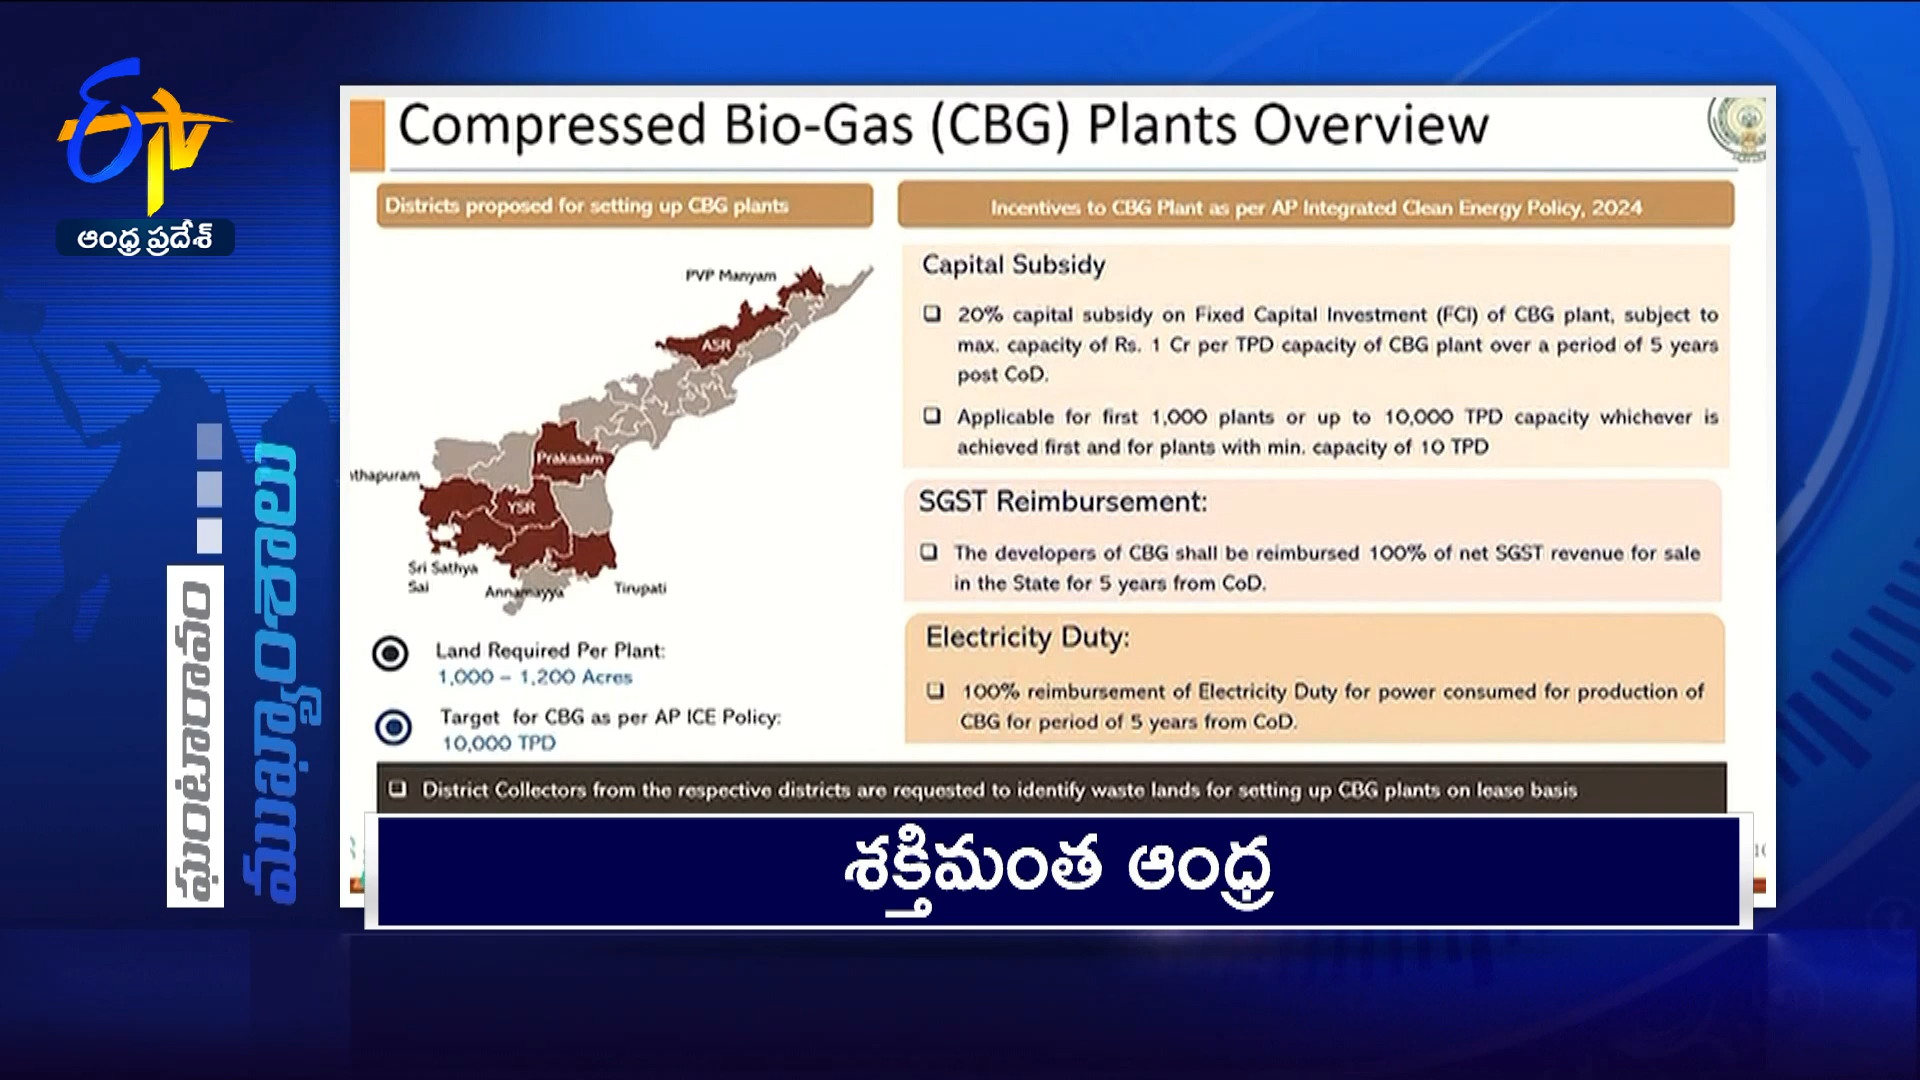 ఈTV
ఆంధ్ర ప్రదేశ్
ఘంటారావం
ముఖ్యాంశాలు
Compressed Bio-Gas (CBG) Plants Overview
Districts proposed for setting up CBG plants
PVP Manyam
ASR
Prakasam
nthapuram
YSR
Sri Sathya
Sai
Annamayya
Tirupati
Land Required Per Plant:
1,000 – 1,200 Acres
Target for CBG as per AP ICE Policy:
10,000 TPD
Incentives to CBG Plant as per AP Integrated Clean Energy Policy, 2024
Capital Subsidy
❑ 20% capital subsidy on Fixed Capital Investment (FCI) of CBG plant, subject to
max. capacity of Rs. 1 Cr per TPD capacity of CBG plant over a period of 5 years
post CoD.
❑ Applicable for first 1,000 plants or up to 10,000 TPD capacity whichever is
achieved first and for plants with min. capacity of 10 TPD
SGST Reimbursement:
❑ The developers of CBG shall be reimbursed 100% of net SGST revenue for sale
in the State for 5 years from CoD.
Electricity Duty:
❑ 100% reimbursement of Electricity Duty for power consumed for production of
CBG for period of 5 years from CoD.
❑ District Collectors from the respective districts are requested to identify waste lands for setting up CBG plants on lease basis
శక్తిమంత ఆంధ్ర